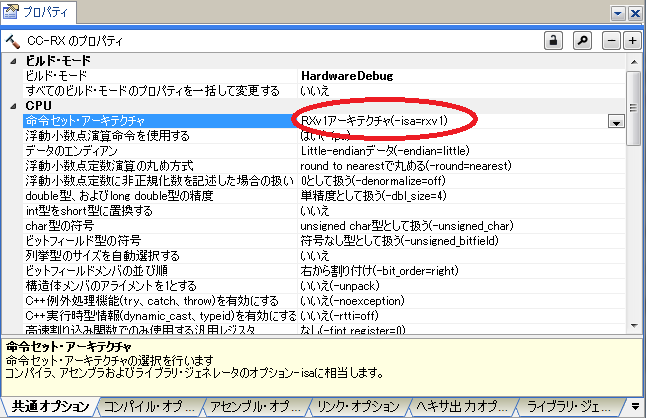 プロパティ
CC-RX のプロパティ
ビルド・モード
ビルド・モード HardwareDebug
すべてのビルド・モードのプロパティを一括して変更する いいえ
CPU
命令セット・アーキテクチャ RXv1アーキテクチャ(-isa=rxv1)
浮動小数点演算命令を使用する はい(-fpu)
データのエンディアン Little-endianデータ(-endian=little)
浮動小数点定数演算の丸め方式 round to nearestで丸める(-round=nearest)
浮動小数点定数に非正規化数を記述した場合の扱い 0として扱う(-denormalize=off)
double型、およびlong double型の精度 単精度として扱う(-dbl_size=4)
int型をshort型に置換する いいえ
char型の符号 unsigned char型として扱う(-unsigned_char)
ビットフィールド型の符号 符号なし型として扱う(-unsigned_bitfield)
列挙型のサイズを自動選択する いいえ
ビットフィールドメンバの並び順 右から割り付け(-bit_order=right)
構造体メンバのアライメントを1とする いいえ(-unpack)
C++例外処理機能(try、catch、throw)を有効にする いいえ(-noexception)
C++実行時型情報(dynamic_cast, typeid)を有効にする いいえ(-rtti=off)
高速割り込み関数でのみ使用する汎用レジスタ なし(-fint_register=0)
命令セット・アーキテクチャ
命令セット・アーキテクチャの選択を行います
コンパイラ、アセンブラおよびライブラリ・ジェネレータのオプション-isaに相当します。
共通オプション コンパイル・オプ ... アセンブル・オプ ... リンク・オプション ヘキサ出力オプ... ライブラリ・ジェ...